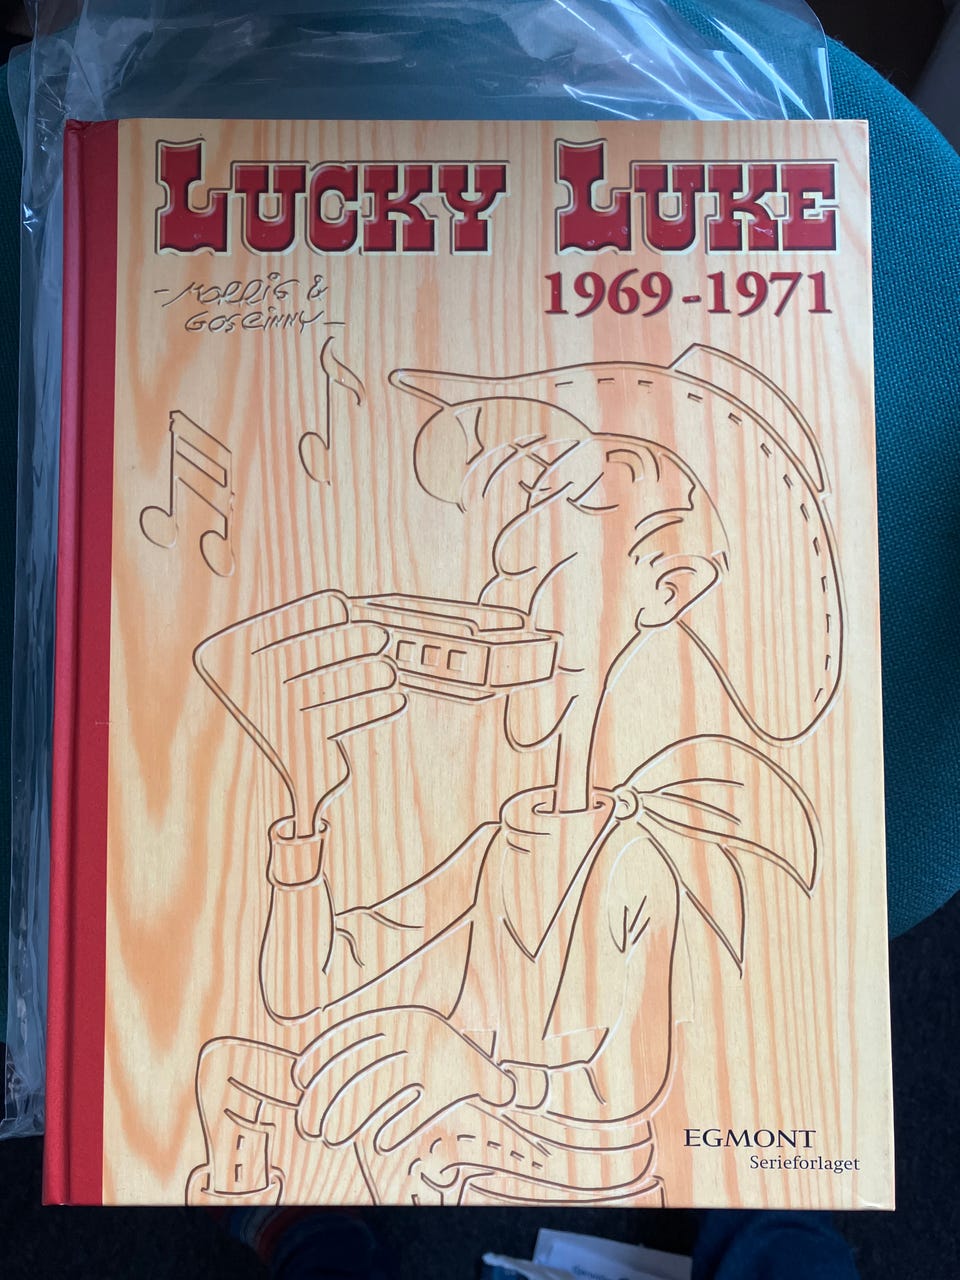 LUCKY LUKE
1969-1971
-MORRIS &
GOSCINNY-
EGMONT
Serieforlaget